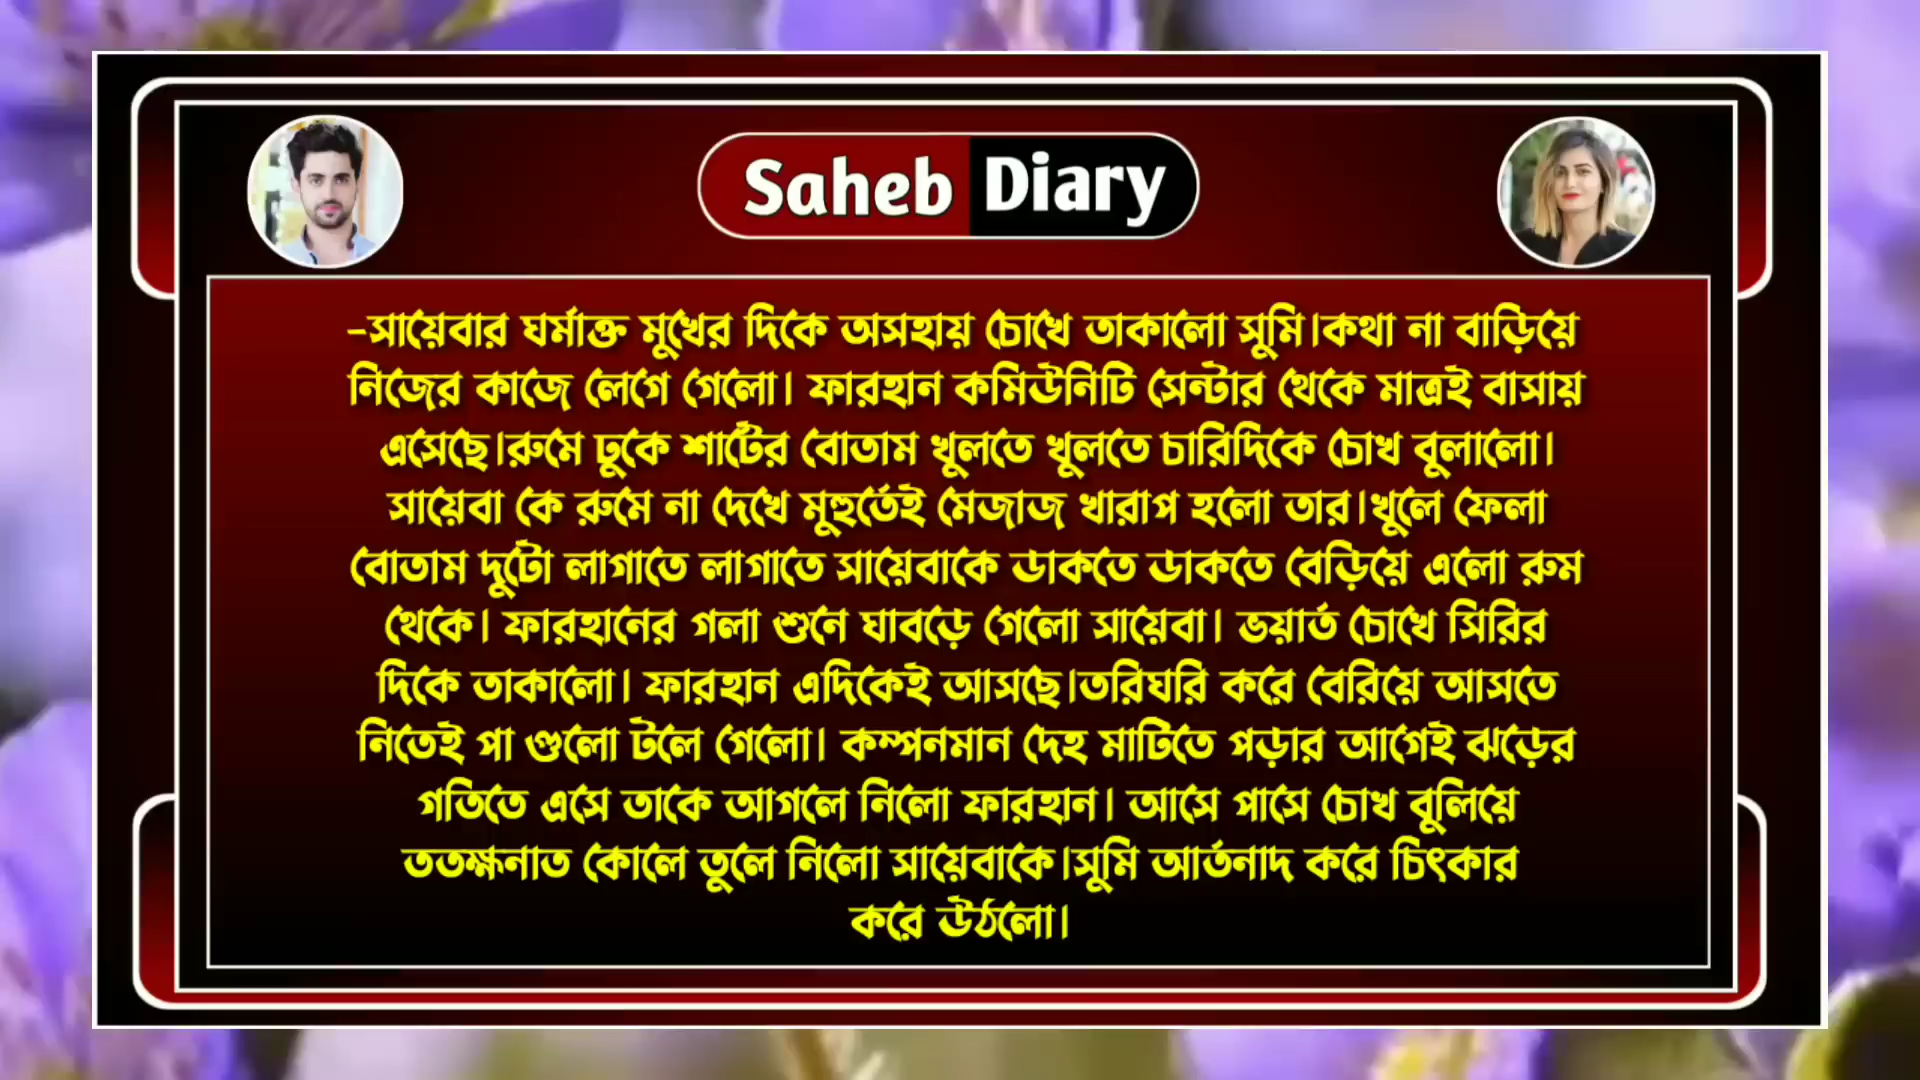 Saheb Diary
-সায়েবার ঘর্মাক্ত মুখের দিকে অসহায় চোখে তাকালো সুমি।কথা না বাড়িয়ে
নিজের কাজে লেগে গেলো। ফারহান কমিউনিটি সেন্টার থেকে মাত্রই বাসায়
এসেছে।রুমে ঢুকে শার্টের বোতাম খুলতে খুলতে চারিদিকে চোখ বুলালো।
সায়েবা কে রুমে না দেখে মুহুর্তেই মেজাজ খারাপ হলো তার।খুলে ফেলা
বোতাম দুটো লাগাতে লাগাতে সায়েবাকে ডাকতে ডাকতে বেড়িয়ে এলো রুম
থেকে। ফারহানের গলা শুনে ঘাবড়ে গেলো সায়েবা। ভয়ার্ত চোখে সিরির
দিকে তাকালো। ফারহান এদিকেই আসছে।তরিঘরি করে বেরিয়ে আসতে
নিতেই পা গুলো টলে গেলো। কম্পনমান দেহ মাটিতে পড়ার আগেই ঝড়ের
গতিতে এসে তাকে আগলে নিলো ফারহান। আসে পাসে চোখ বুলিয়ে
ততক্ষনাত কোলে তুলে নিলো সায়েবাকে।সুমি আর্তনাদ করে চিৎকার
করে উঠলো।